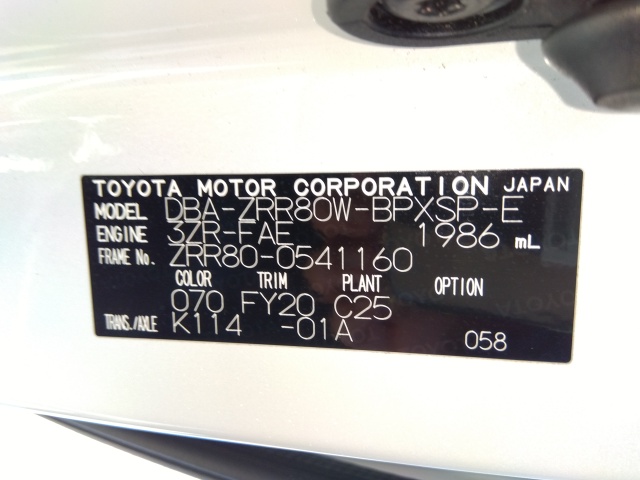 TOYOTA MOTOR CORPORATION JAPAN
MODEL DBA-ZRR80W-BPXSP-E
ENGINE 3ZR-FAE 1986 mL
FRAME No. ZRR80-0541160
COLOR TRIM PLANT OPTION
070 FY20 C25
TRANS./AXLE K114 -01A
058